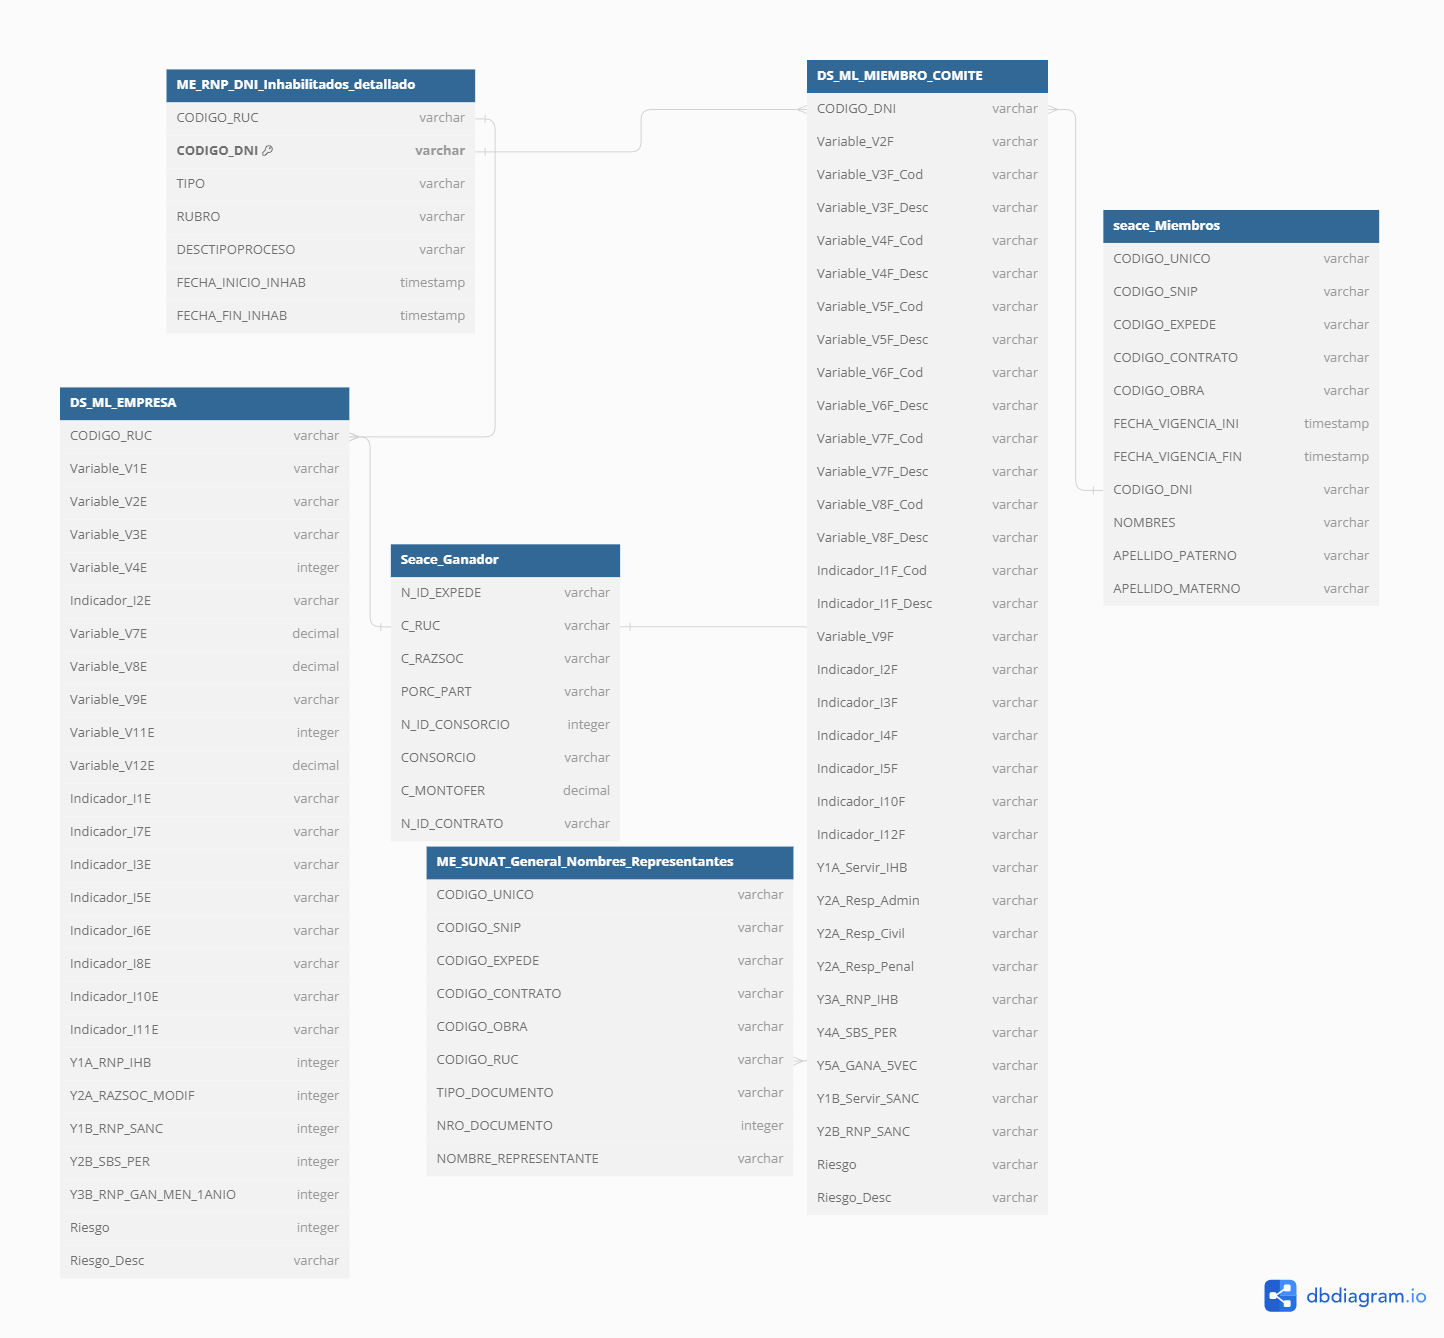 ME_RNP_DNI_Inhabilitados_detallado
CODIGO_RUC varchar
CODIGO_DNI varchar
TIPO varchar
RUBRO varchar
DESCTIPOPROCESO varchar
FECHA_INICIO_INHAB timestamp
FECHA_FIN_INHAB timestamp
DS_ML_EMPRESA
CODIGO_RUC varchar
Variable_V1E varchar
Variable_V2E varchar
Variable_V3E varchar
Variable_V4E integer
Indicador_I2E varchar
Variable_V7E decimal
Variable_V8E decimal
Variable_V9E varchar
Variable_V11E integer
Variable_V12E decimal
Indicador_I1E varchar
Indicador_I7E varchar
Indicador_I3E varchar
Indicador_I5E varchar
Indicador_I6E varchar
Indicador_I8E varchar
Indicador_I10E varchar
Indicador_I11E varchar
Y1A_RNP_IHB integer
Y2A_RAZSOC_MODIF integer
Y1B_RNP_SANC integer
Y2B_SBS_PER integer
Y3B_RNP_GAN_MEN_1ANIO integer
Riesgo integer
Riesgo_Desc varchar
Seace_Ganador
N_ID_EXPEDE varchar
C_RUC varchar
C_RAZSOC varchar
PORC_PART varchar
N_ID_CONSORCIO integer
CONSORCIO varchar
C_MONTOFER decimal
N_ID_CONTRATO varchar
ME_SUNAT_General_Nombres_Representantes
CODIGO_UNICO varchar
CODIGO_SNIP varchar
CODIGO_EXPEDE varchar
CODIGO_CONTRATO varchar
CODIGO_OBRA varchar
CODIGO_RUC varchar
TIPO_DOCUMENTO varchar
NRO_DOCUMENTO integer
NOMBRE_REPRESENTANTE varchar
DS_ML_MIEMBRO_COMITE
CODIGO_DNI varchar
Variable_V2F varchar
Variable_V3F_Cod varchar
Variable_V3F_Desc varchar
Variable_V4F_Cod varchar
Variable_V4F_Desc varchar
Variable_V5F_Cod varchar
Variable_V5F_Desc varchar
Variable_V6F_Cod varchar
Variable_V6F_Desc varchar
Variable_V7F_Cod varchar
Variable_V7F_Desc varchar
Variable_V8F_Cod varchar
Variable_V8F_Desc varchar
Indicador_I1F_Cod varchar
Indicador_I1F_Desc varchar
Variable_V9F varchar
Indicador_I2F varchar
Indicador_I3F varchar
Indicador_I4F varchar
Indicador_I5F varchar
Indicador_I10F varchar
Indicador_I12F varchar
Y1A_Servir_IHB varchar
Y2A_Resp_Admin varchar
Y2A_Resp_Civil varchar
Y2A_Resp_Penal varchar
Y3A_RNP_IHB varchar
Y4A_SBS_PER varchar
Y5A_GANA_5VEC varchar
Y1B_Servir_SANC varchar
Y2B_RNP_SANC varchar
Riesgo varchar
Riesgo_Desc varchar
seace_Miembros
CODIGO_UNICO varchar
CODIGO_SNIP varchar
CODIGO_EXPEDE varchar
CODIGO_CONTRATO varchar
CODIGO_OBRA varchar
FECHA_VIGENCIA_INI timestamp
FECHA_VIGENCIA_FIN timestamp
CODIGO_DNI varchar
NOMBRES varchar
APELLIDO_PATERNO varchar
APELLIDO_MATERNO varchar
dbdiagram.io